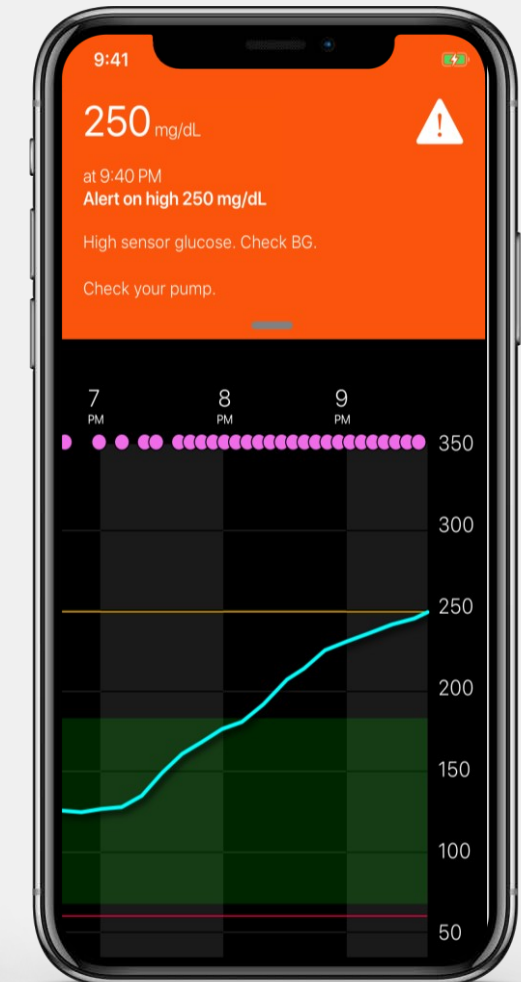 9:41
250 mg/dL
at 9:40 PM
Alert on high 250 mg/dL
High sensor glucose. Check BG.
Check your pump.
7 8 9
PM PM PM
350
300
250
200
150
100
50